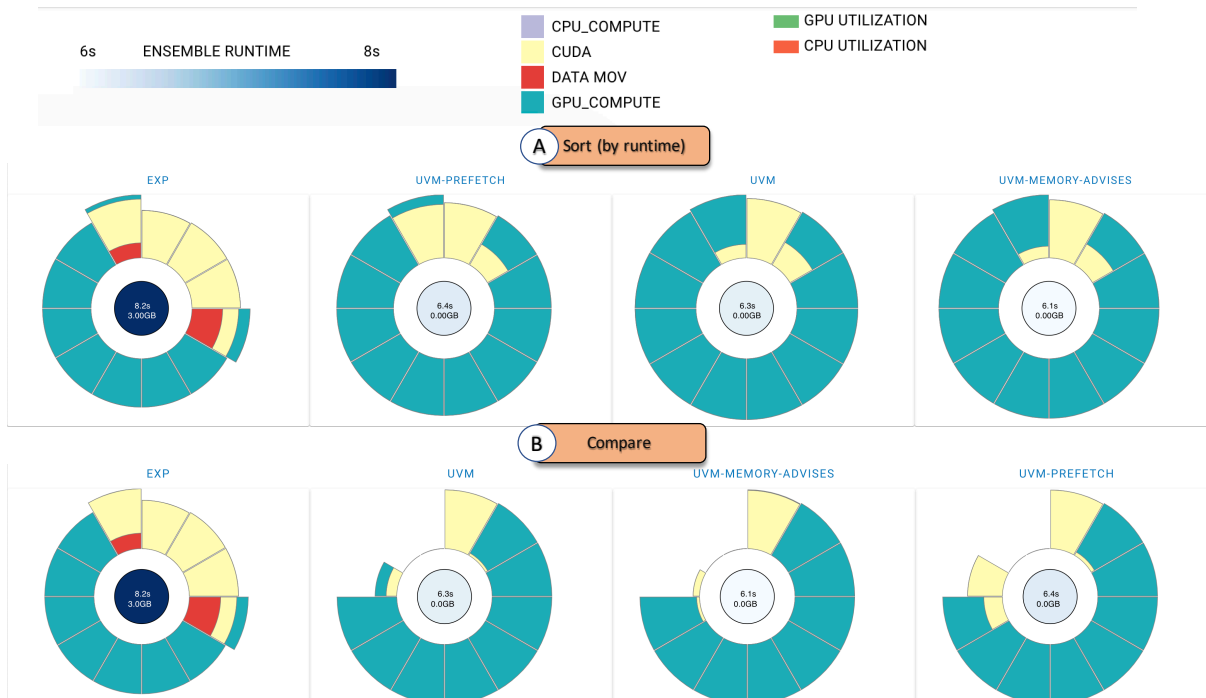 6s ENSEMBLE RUNTIME 8s
CPU_COMPUTE
CUDA
DATA MOV
GPU_COMPUTE
GPU UTILIZATION
CPU UTILIZATION
A Sort (by runtime)
EXP
UVM-PREFETCH
UVM
UVM-MEMORY-ADVISES
8.2s
3.00GB
6.4s
0.00GB
6.3s
0.00GB
6.1s
0.00GB
B Compare
EXP
UVM
UVM-MEMORY-ADVISES
UVM-PREFETCH
8.2s
3.0GB
6.3s
0.0GB
6.1s
0.0GB
6.4s
0.0GB